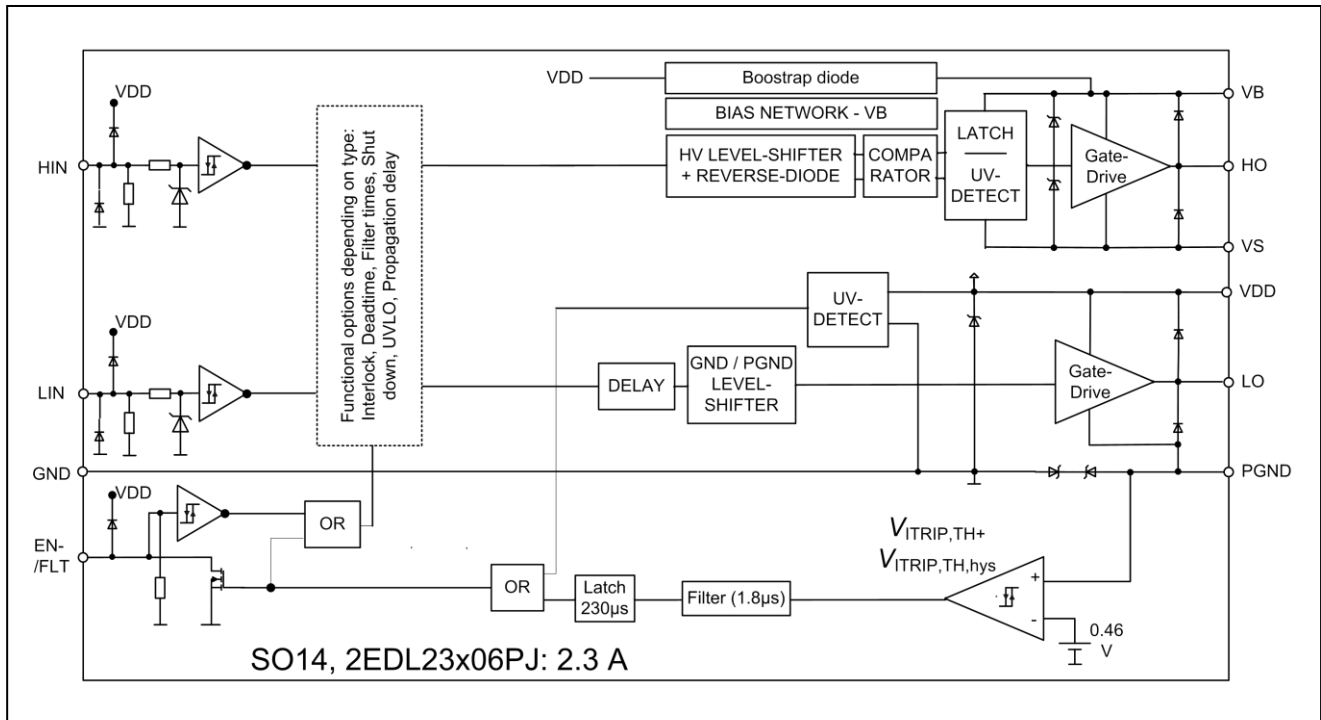 VDD
Boostrap diode
VDD
VB
BIAS NETWORK - VB
HIN
Functional options depending on type:
Interlock, Deadtime, Filter times, Shut
down, UVLO, Propagation delay
HV LEVEL-SHIFTER
+ REVERSE-DIODE
COMPA
RATOR
LATCH
UV-
DETECT
Gate-
Drive
HO
VS
VDD
UV-
DETECT
VDD
LIN
DELAY
GND / PGND
LEVEL-
SHIFTER
Gate-
Drive
LO
GND
PGND
VDD
EN-
/FLT
OR
OR
Latch
230µs
Filter (1.8µs)
VITRIP,TH+
VITRIP,TH,hys
+
-
0.46
V
SO14, 2EDL23x06PJ: 2.3 A